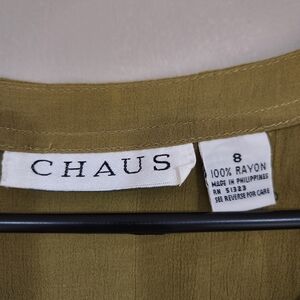 CHAUS
8
100% RAYON
MADE IN PHILIPPINES
RN 51323
SEE REVERSE FOR CARE